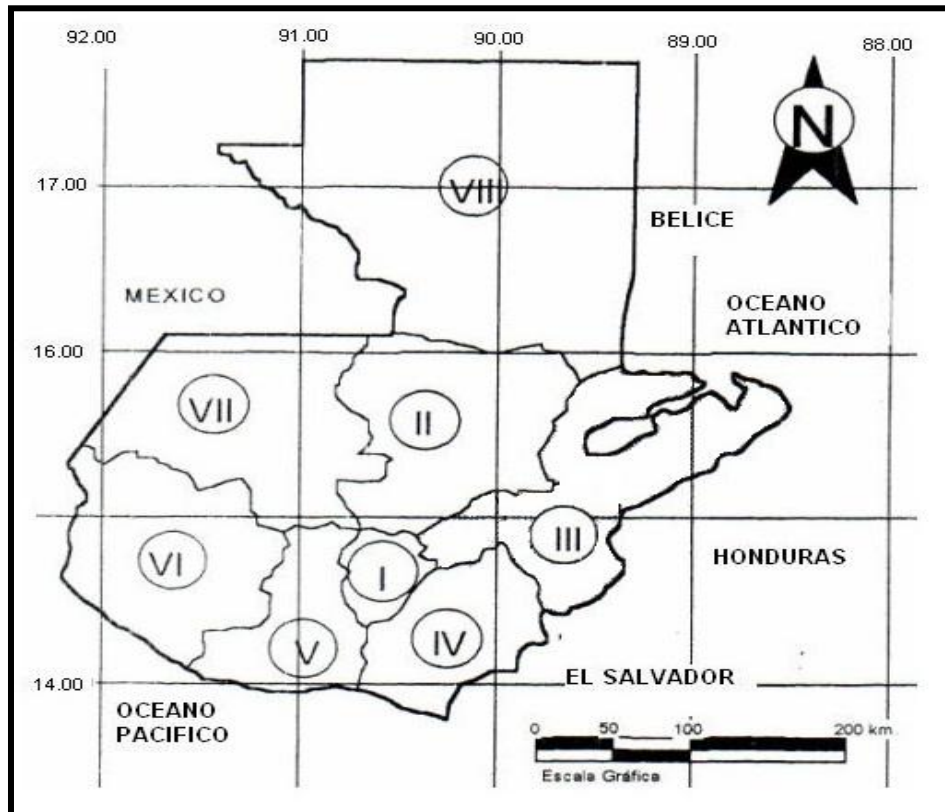 92.00 91.00 90.00 89.00 88.00
N
17.00
VIII
BELICE
MEXICO
OCEANO
ATLANTICO
16.00
VII
II
III
VI
I
HONDURAS
IV
V
14.00
EL SALVADOR
OCEANO
PACIFICO
0 50 100 200 km.
Escala Gráfica